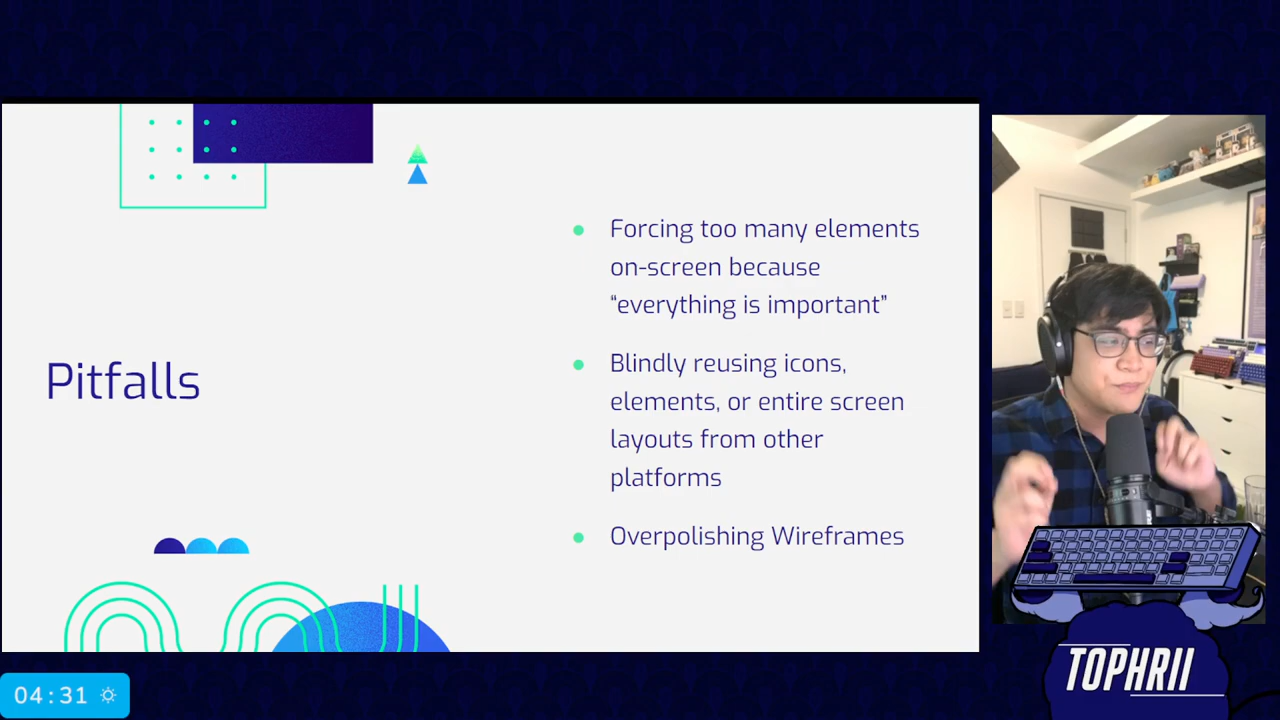 Pitfalls
Forcing too many elements
on-screen because
“everything is important”
Blindly reusing icons,
elements, or entire screen
layouts from other
platforms
Overpolishing Wireframes
04:31
TOPHRII